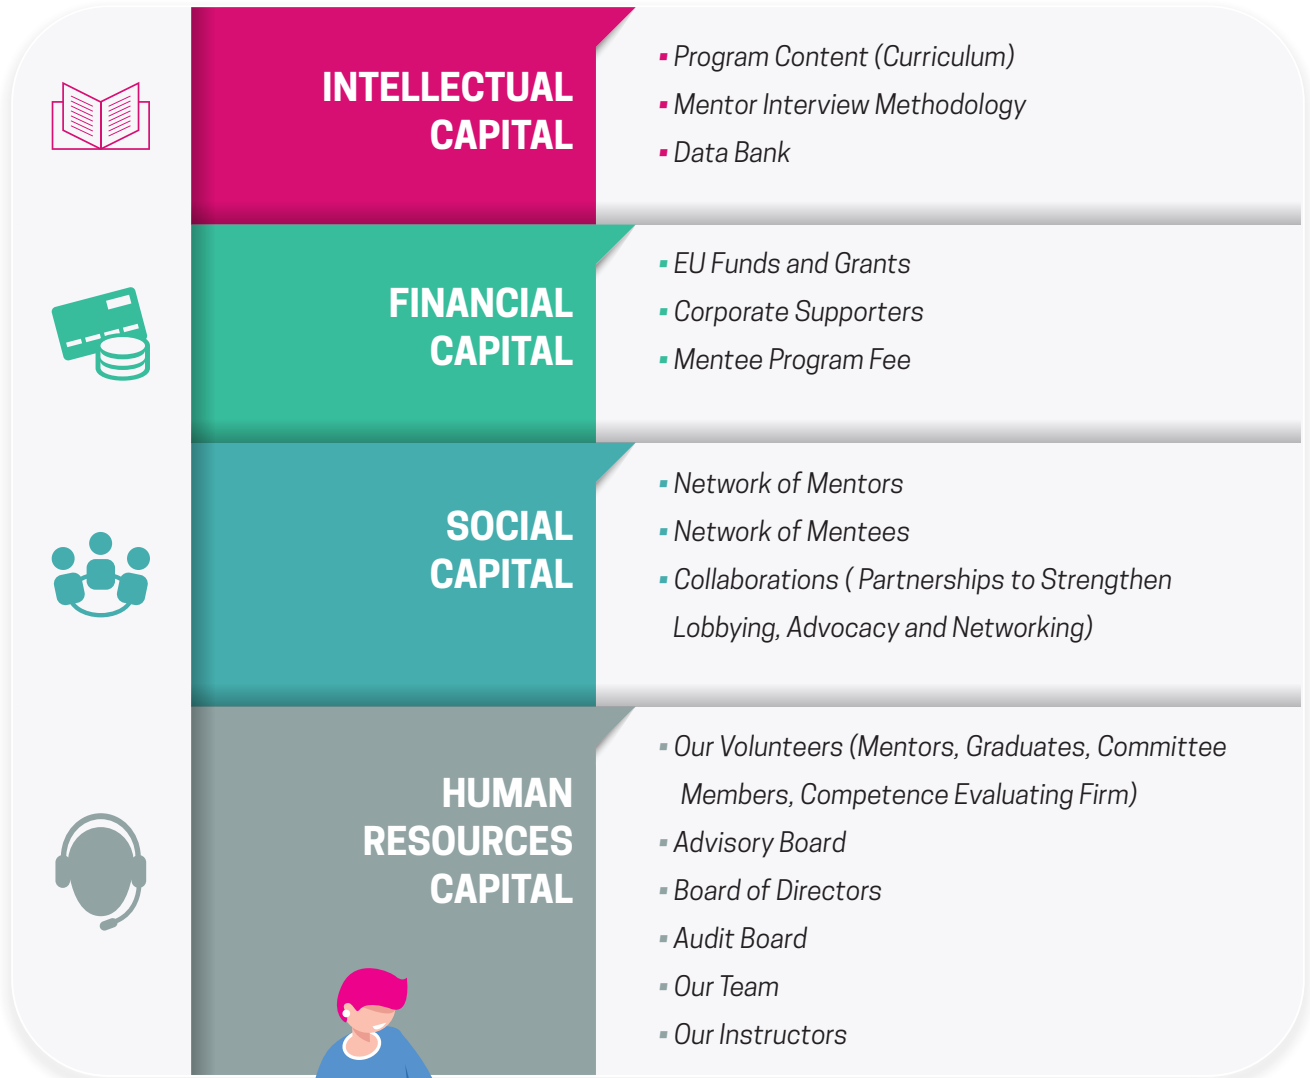 INTELLECTUAL
CAPITAL
▪ Program Content (Curriculum)
▪ Mentor Interview Methodology
▪ Data Bank
FINANCIAL
CAPITAL
▪ EU Funds and Grants
▪ Corporate Supporters
▪ Mentee Program Fee
SOCIAL
CAPITAL
▪ Network of Mentors
▪ Network of Mentees
▪ Collaborations ( Partnerships to Strengthen
Lobbying, Advocacy and Networking)
HUMAN
RESOURCES
CAPITAL
▪ Our Volunteers (Mentors, Graduates, Committee
Members, Competence Evaluating Firm)
▪ Advisory Board
▪ Board of Directors
▪ Audit Board
▪ Our Team
▪ Our Instructors